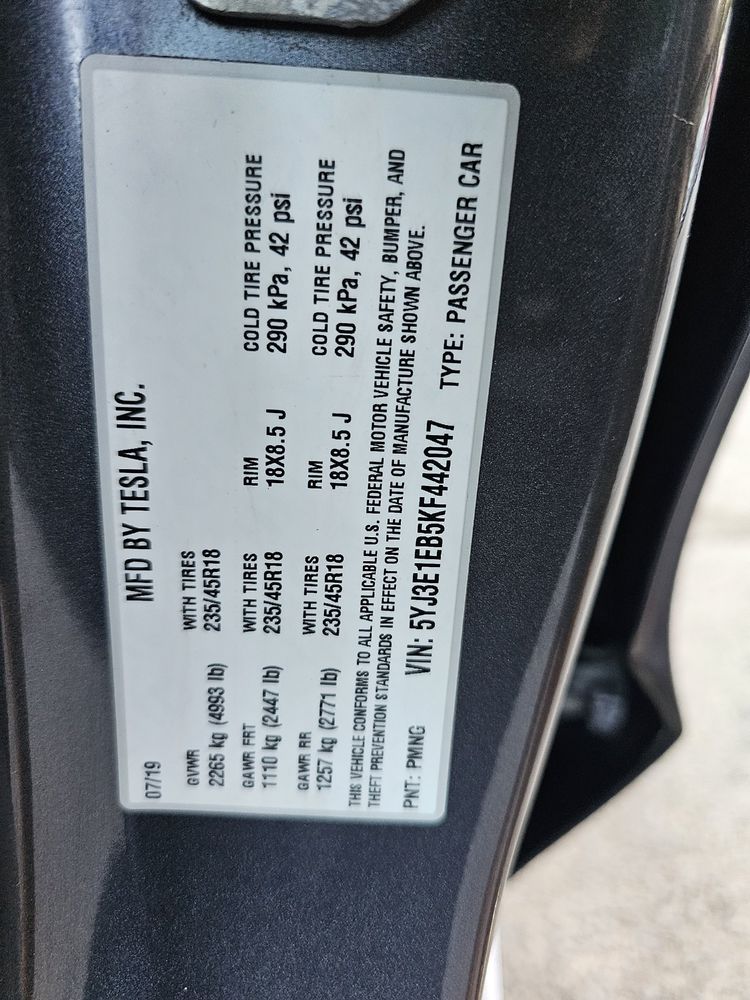 MFD BY TESLA, INC.
07/19
GVWR WITH TIRES
2265 kg (4993 lb) 235/45R18
GAWR FRT WITH TIRES RIM COLD TIRE PRESSURE
1110 kg (2447 lb) 235/45R18 18X8.5 J 290 kPa, 42 psi
GAWR RR WITH TIRES RIM COLD TIRE PRESSURE
1257 kg (2771 lb) 235/45R18 18X8.5 J 290 kPa, 42 psi
THIS VEHICLE CONFORMS TO ALL APPLICABLE U.S. FEDERAL MOTOR VEHICLE SAFETY, BUMPER, AND
THEFT PREVENTION STANDARDS IN EFFECT ON THE DATE OF MANUFACTURE SHOWN ABOVE.
PNT: PMNG VIN: 5YJ3E1EB5KF442047 TYPE: PASSENGER CAR